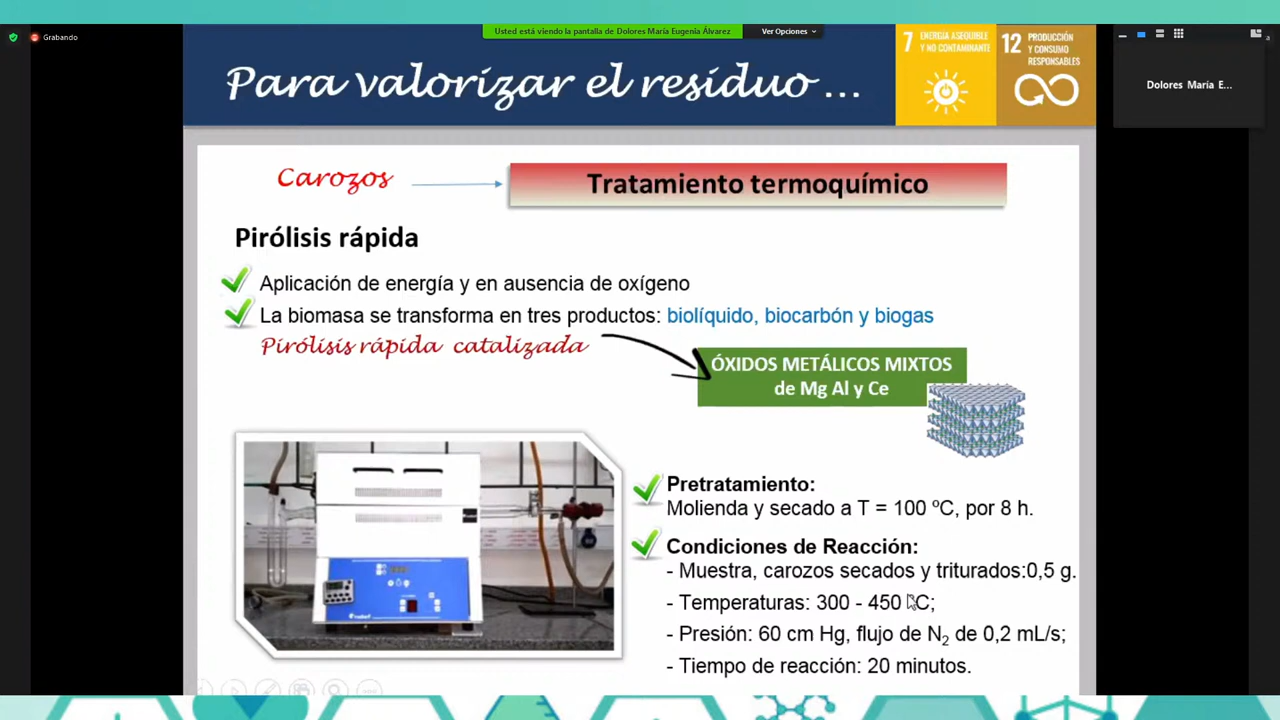 Grabando
Usted está viendo la pantalla de Dolores María Eugenia Álvarez
Ver Opciones
Para valorizar el residuo ...
7 ENERGÍA ASEQUIBLE
Y NO CONTAMINANTE
12 PRODUCCIÓN
Y CONSUMO
RESPONSABLES
Dolores María E...
Carozos
Tratamiento termoquímico
Pirólisis rápida
Aplicación de energía y en ausencia de oxígeno
La biomasa se transforma en tres productos: biolíquido, biocarbón y biogas
Pirólisis rápida catalizada
ÓXIDOS METÁLICOS MIXTOS
de Mg Al y Ce
Pretratamiento:
Molienda y secado a T = 100 ºC, por 8 h.
Condiciones de Reacción:
- Muestra, carozos secados y triturados:0,5 g.
- Temperaturas: 300 - 450 ºC;
- Presión: 60 cm Hg, flujo de N2 de 0,2 mL/s;
- Tiempo de reacción: 20 minutos.